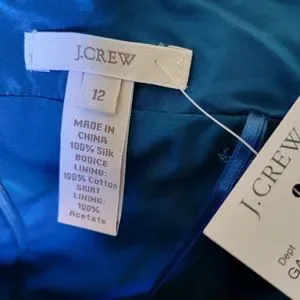 J.CREW
12
MADE IN
CHINA
100% Silk
BODICE
LINING:
100% Cotton
SKIRT
LINING:
100%
Acetate
J.CREW
Dept
GA